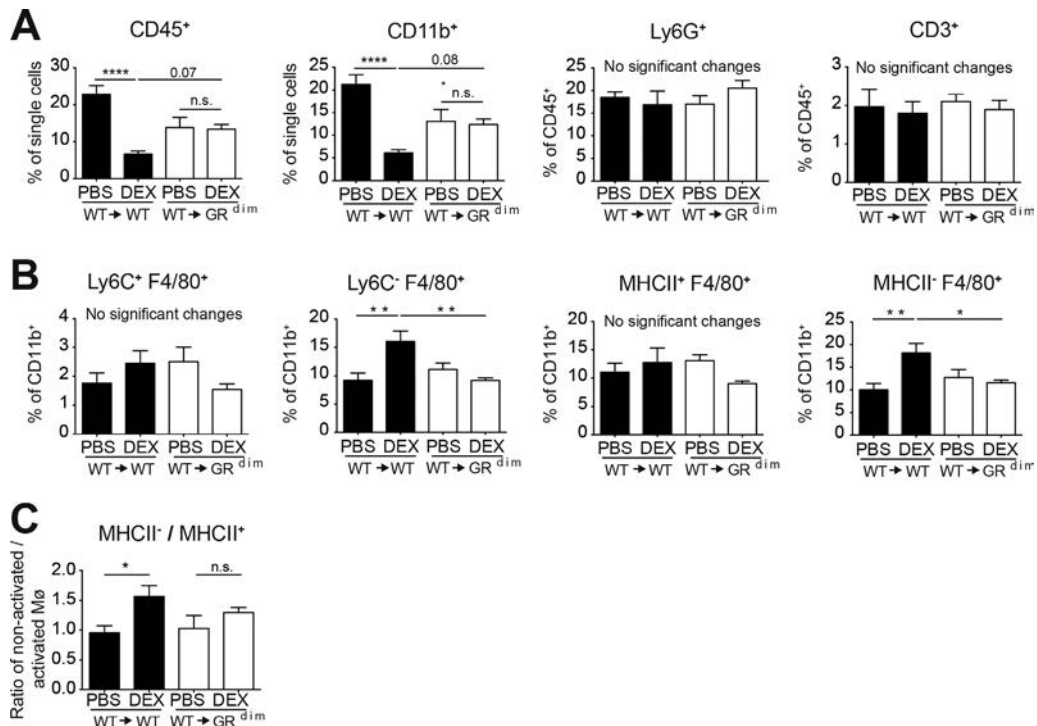 A
CD45⁺
% of single cells
30
20
10
0
****
0.07
n.s.
PBS DEX PBS DEX
WT → WT WT → GR dim
CD11b⁺
% of single cells
25
20
15
10
5
0
****
0.08
*
n.s.
PBS DEX PBS DEX
WT → WT WT → GR dim
Ly6G⁺
No significant changes
% of CD45⁺
25
20
15
10
5
0
PBS DEX PBS DEX
WT → WT WT → GR dim
CD3⁺
No significant changes
% of CD45⁺
3
2
1
0
PBS DEX PBS DEX
WT → WT WT → GR dim
B
Ly6C⁺ F4/80⁺
No significant changes
% of CD11b⁺
4
3
2
1
0
PBS DEX PBS DEX
WT → WT WT → GR dim
Ly6C⁻ F4/80⁺
% of CD11b⁺
20
15
10
5
0
** **
PBS DEX PBS DEX
WT → WT WT → GR dim
MHCII⁺ F4/80⁺
No significant changes
% of CD11b⁺
20
15
10
5
0
PBS DEX PBS DEX
WT → WT WT → GR dim
MHCII⁻ F4/80⁺
% of CD11b⁺
25
20
15
10
5
0
** *
PBS DEX PBS DEX
WT → WT WT → GR dim
C
MHCII⁻ / MHCII⁺
Ratio of non-activated /
activated Mø
2.0
1.5
1.0
0.5
0.0
*
n.s.
PBS DEX PBS DEX
WT → WT WT → GR dim